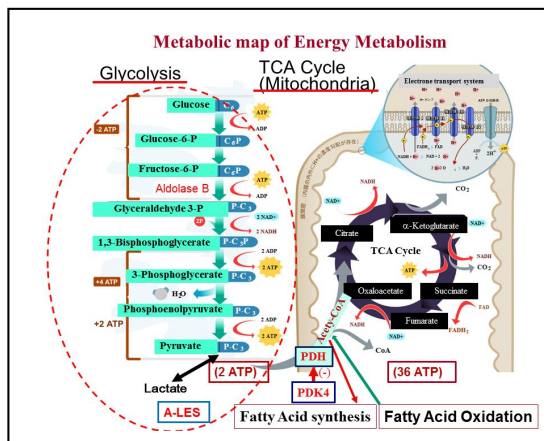 Metabolic map of Energy Metabolism
Glycolysis
TCA Cycle
(Mitochondria)
Electrone transport system
Glucose
ATP
ADP
-2 ATP
Glucose-6-P
C6P
Fructose-6-P
C6P
ATP
ADP
Aldolase B
Glyceraldehyde 3-P
P-C3
2P
2 NAD+
2 NADH
1,3-Bisphosphoglycerate
P-C3P
2 ADP
2 ATP
+4 ATP
3-Phosphoglycerate
P-C3
H2O
Phosphoenolpyruvate
P-C3
+2 ATP
2 ADP
2 ATP
Pyruvate
P-C3
Lactate
(2 ATP)
A-LES
NADH
NAD+
CO2
Citrate
α-Ketoglutarate
NAD+
TCA Cycle
NADH
CO2
ATP
Oxaloacetate
Succinate
FAD
FADH2
Fumarate
NADH
NAD+
Acety-CoA
CoA
PDH
(-)
(36 ATP)
PDK4
Fatty Acid synthesis
Fatty Acid Oxidation